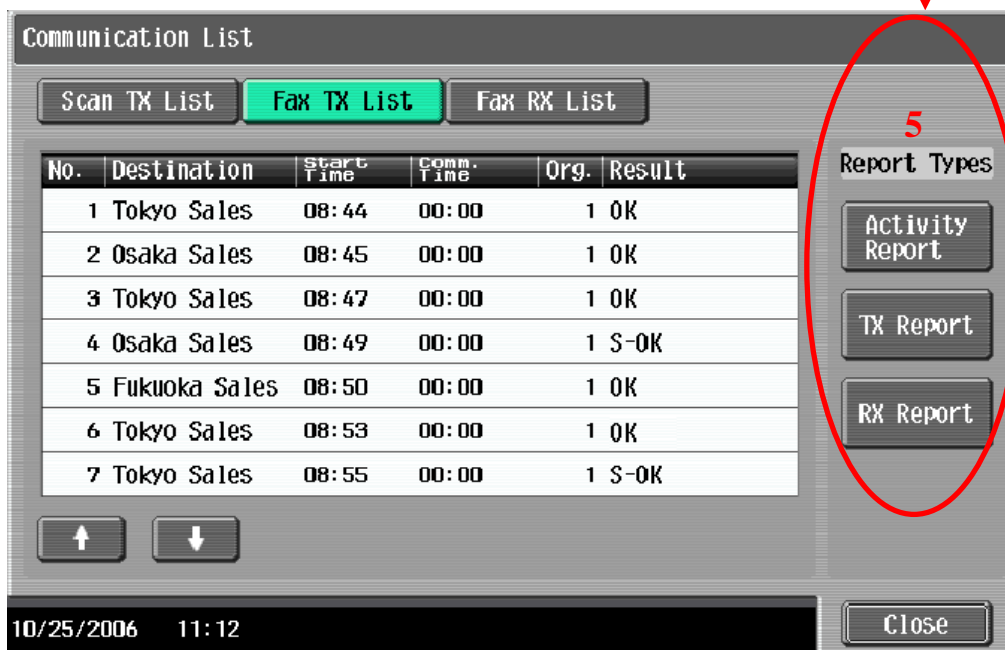 Communication List
Scan TX List Fax TX List Fax RX List
5
No. Destination Start Time Comm. Time Org. Result
Report Types
1 Tokyo Sales 08:44 00:00 1 OK
Activity Report
2 Osaka Sales 08:45 00:00 1 OK
3 Tokyo Sales 08:47 00:00 1 OK
TX Report
4 Osaka Sales 08:49 00:00 1 S-OK
5 Fukuoka Sales 08:50 00:00 1 OK
RX Report
6 Tokyo Sales 08:53 00:00 1 OK
7 Tokyo Sales 08:55 00:00 1 S-OK
10/25/2006 11:12
Close